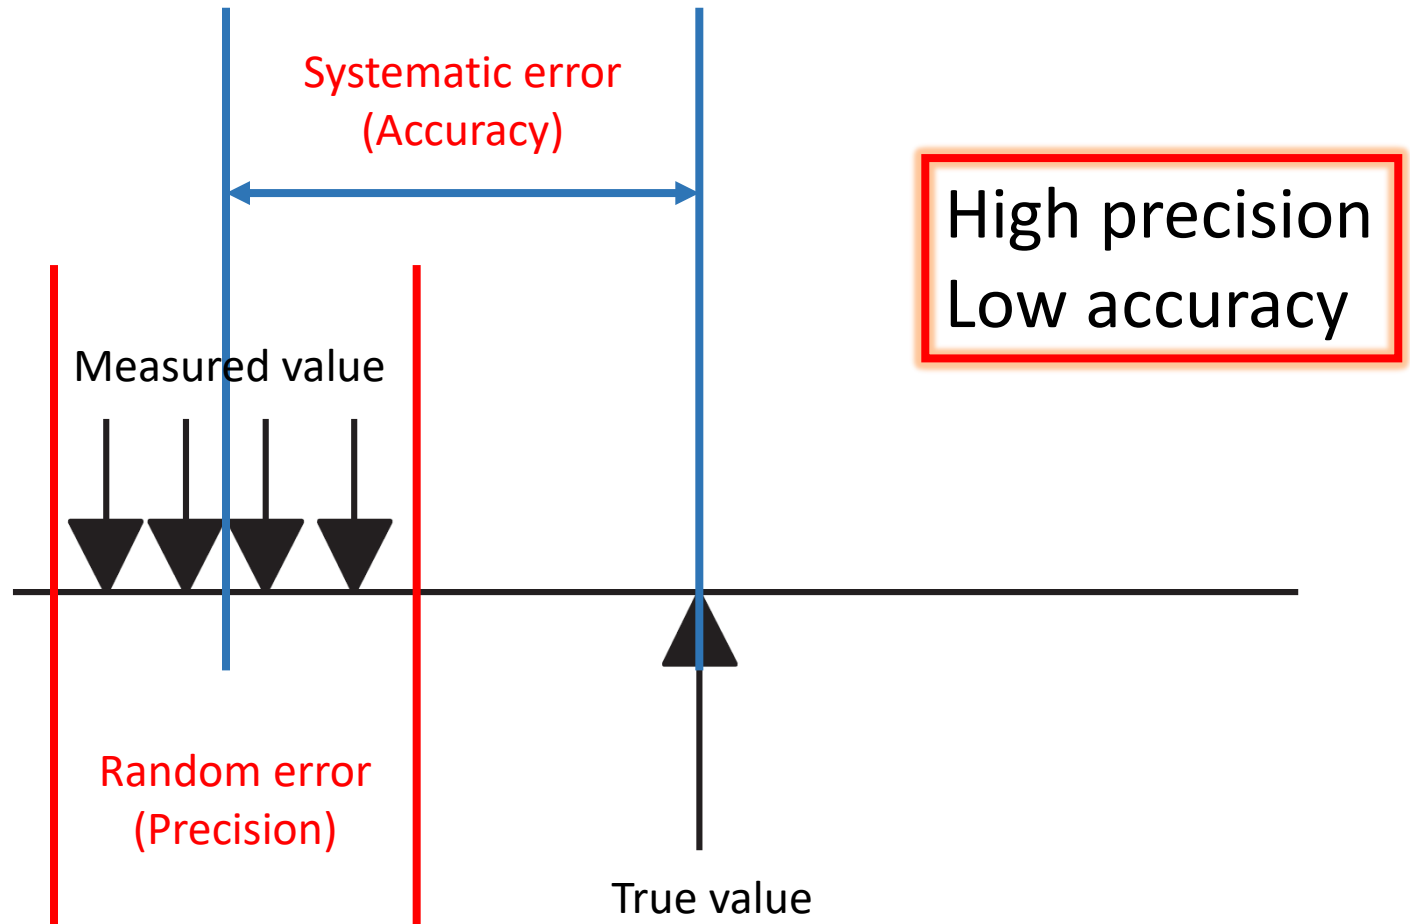 Systematic error
(Accuracy)
High precision
Low accuracy
Measured value
Random error
(Precision)
True value